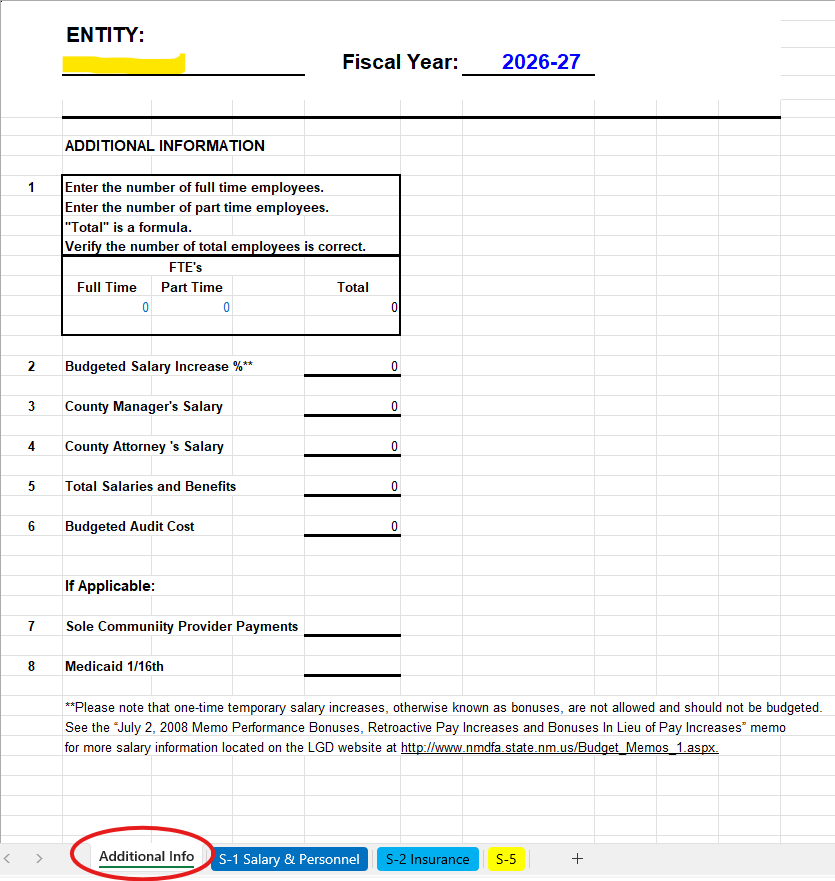 ENTITY:
Fiscal Year: 2026-27
ADDITIONAL INFORMATION
1 Enter the number of full time employees.
Enter the number of part time employees.
"Total" is a formula.
Verify the number of total employees is correct.
FTE's
Full Time Part Time Total
0 0 0
2 Budgeted Salary Increase %** 0
3 County Manager's Salary 0
4 County Attorney 's Salary 0
5 Total Salaries and Benefits 0
6 Budgeted Audit Cost 0
If Applicable:
7 Sole Communiity Provider Payments
8 Medicaid 1/16th
**Please note that one-time temporary salary increases, otherwise known as bonuses, are not allowed and should not be budgeted.
See the “July 2, 2008 Memo Performance Bonuses, Retroactive Pay Increases and Bonuses In Lieu of Pay Increases” memo
for more salary information located on the LGD website at http://www.nmdfa.state.nm.us/Budget_Memos_1.aspx.
Additional Info S-1 Salary & Personnel S-2 Insurance S-5 +